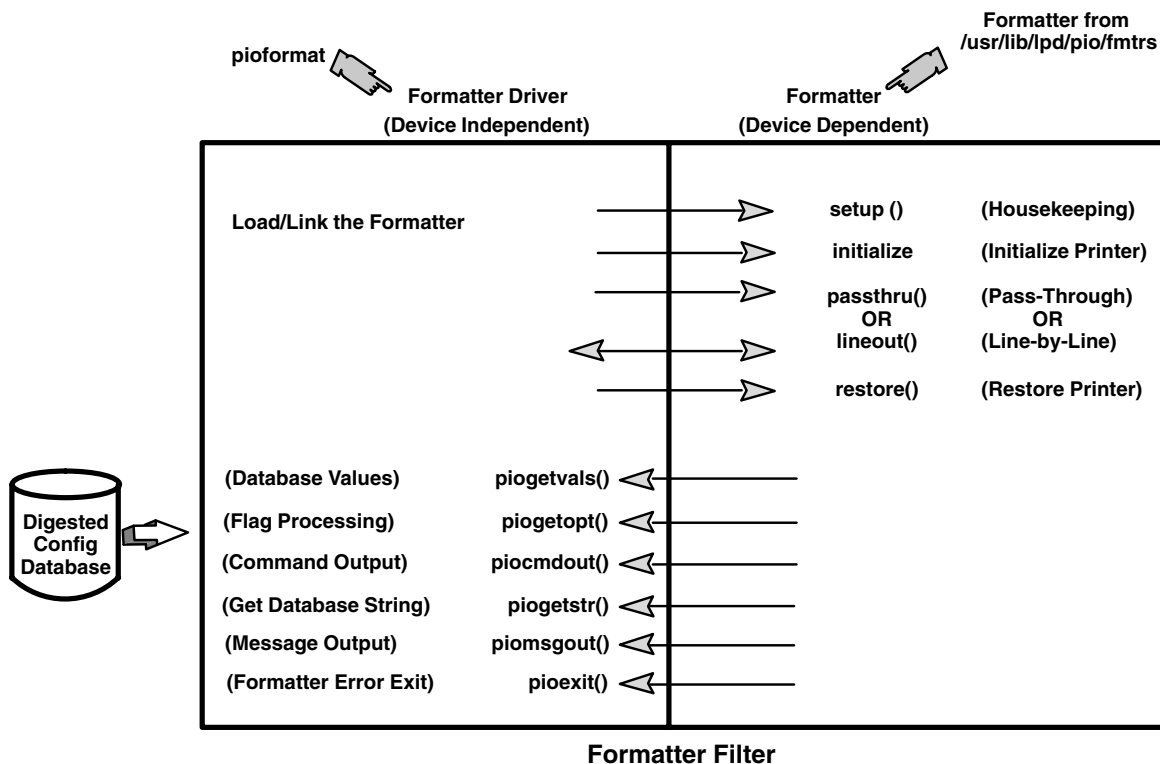 Formatter from
/usr/lib/lpd/pio/fmtrs
pioformat
Formatter Driver
(Device Independent)
Formatter
(Device Dependent)
Load/Link the Formatter
setup () (Housekeeping)
initialize (Initialize Printer)
passthru() (Pass-Through)
OR OR
lineout() (Line-by-Line)
restore() (Restore Printer)
Digested
Config
Database
(Database Values) piogetvals()
(Flag Processing) piogetopt()
(Command Output) piocmdout()
(Get Database String) piogetstr()
(Message Output) piomsgout()
(Formatter Error Exit) pioexit()
Formatter Filter